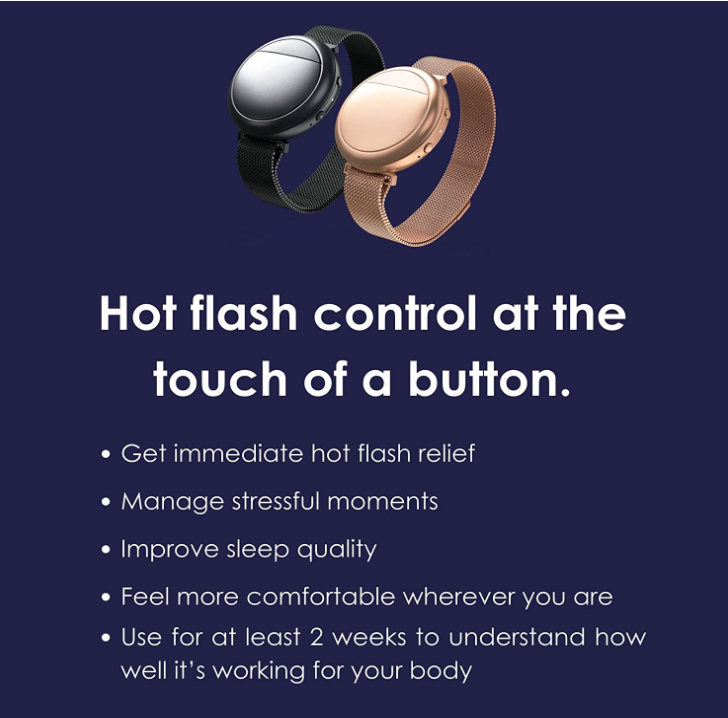 Hot flash control at the
touch of a button.
• Get immediate hot flash relief
• Manage stressful moments
• Improve sleep quality
• Feel more comfortable wherever you are
• Use for at least 2 weeks to understand how
well it's working for your body